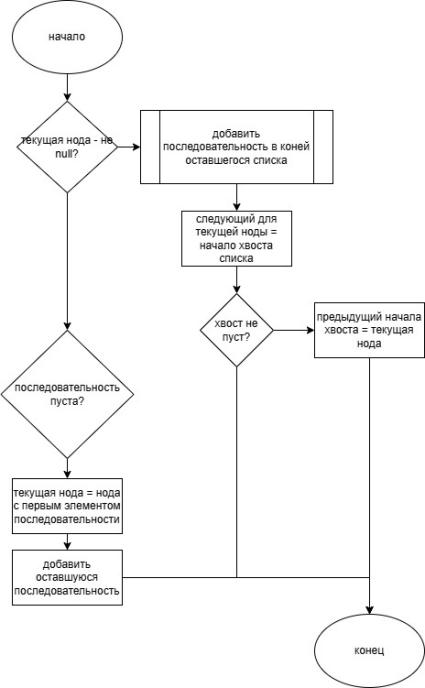 начало
текущая нода - не
null?
добавить
последовательность в коней
оставшегося списка
следующий для
текущей ноды =
начало хвоста
списка
хвост не
пуст?
предыдущий начала
хвоста = текущая
нода
последовательность
пуста?
текущая нода = нода
с первым элементом
последовательности
добавить
оставшуюся
последовательность
конец